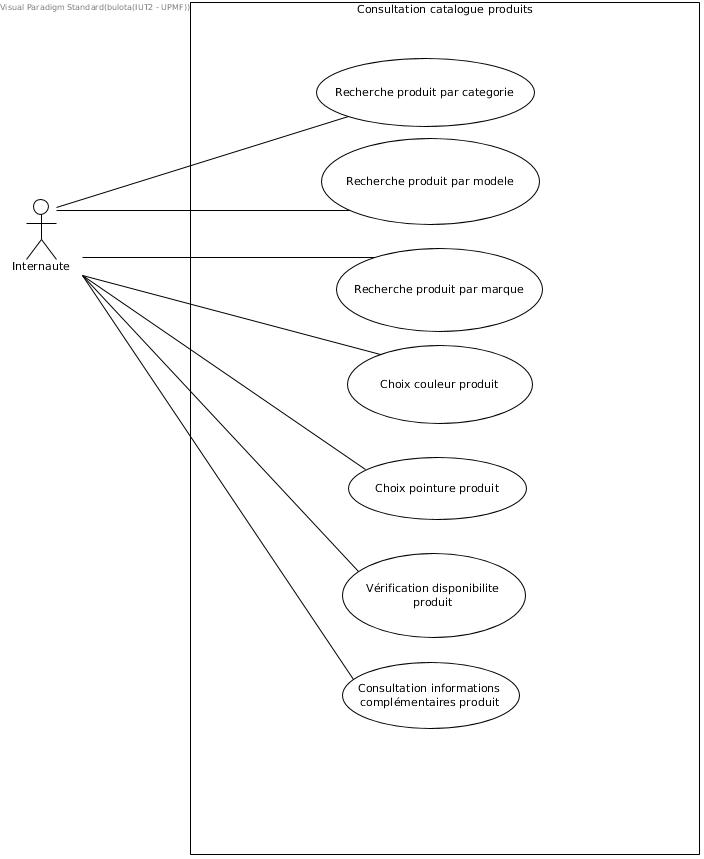 Visual Paradigm Standard(bulota(IUT2 - UPMF))
Consultation catalogue produits
Recherche produit par categorie
Recherche produit par modele
Internaute
Recherche produit par marque
Choix couleur produit
Choix pointure produit
Vérification disponibilite
produit
Consultation informations
complémentaires produit